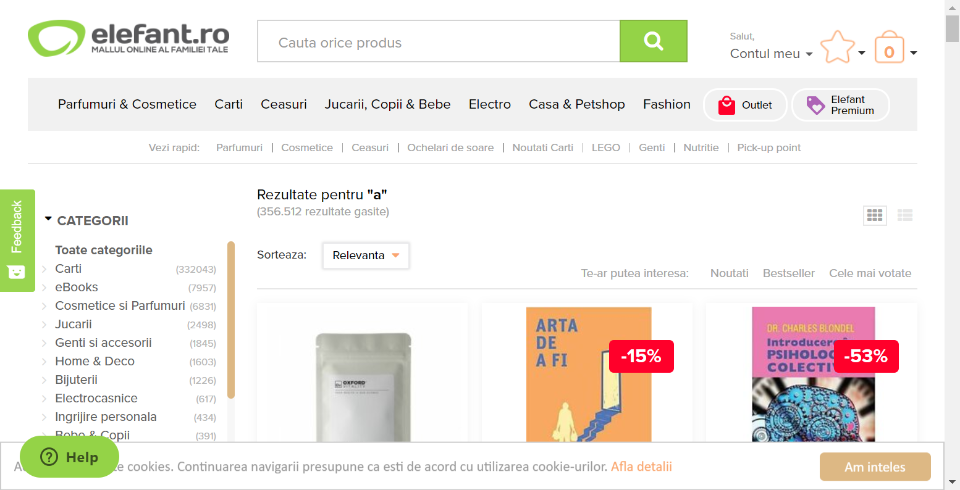 elefant.ro
MALLUL ONLINE AL FAMILIEI TALE
Cauta orice produs
Salut,
Contul meu
0
Parfumuri & Cosmetice Carti Ceasuri Jucarii, Copii & Bebe Electro Casa & Petshop Fashion Outlet Elefant Premium
Vezi rapid: Parfumuri | Cosmetice | Ceasuri | Ochelari de soare | Noutati Carti | LEGO | Genti | Nutritie | Pick-up point
Feedback
CATEGORII
Toate categoriile
Carti (332043)
eBooks (7957)
Cosmetice si Parfumuri (6831)
Jucarii (2498)
Genti si accesorii (1845)
Home & Deco (1603)
Bijuterii (1226)
Electrocasnice (617)
Ingrijire personala (434)
Bebe & Copii (391)
Rezultate pentru "a"
(356.512 rezultate gasite)
Sorteaza: Relevanta
Te-ar putea interesa: Noutati Bestseller Cele mai votate
OXFORD
ARTA
DE
A FI
-15%
DR. CHARLES BLONDEL
Introducere
PSIHOLOG
COLECTIV
-53%
cookies. Continuarea navigarii presupune ca esti de acord cu utilizarea cookie-urilor. Afla detalii
Am inteles
Help